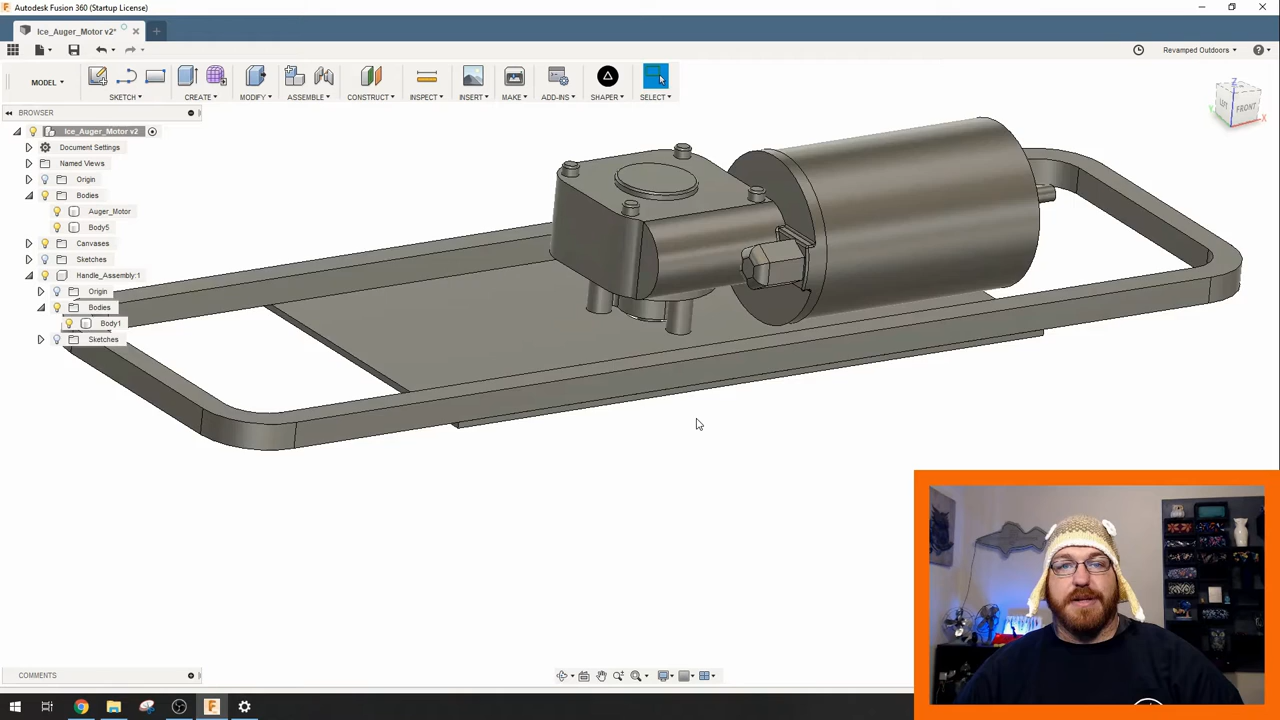 Autodesk Fusion 360 (Startup License)
Ice_Auger_Motor v2*
Revamped Outdoors
MODEL
SKETCH
CREATE
MODIFY
ASSEMBLE
CONSTRUCT
INSPECT
INSERT
MAKE
ADD-INS
SHAPER
SELECT
Z
FRONT
X
BROWSER
Ice_Auger_Motor v2
Document Settings
Named Views
Origin
Bodies
Auger_Motor
Body5
Canvases
Sketches
Handle_Assembly:1
Origin
Bodies
Body1
Sketches
COMMENTS